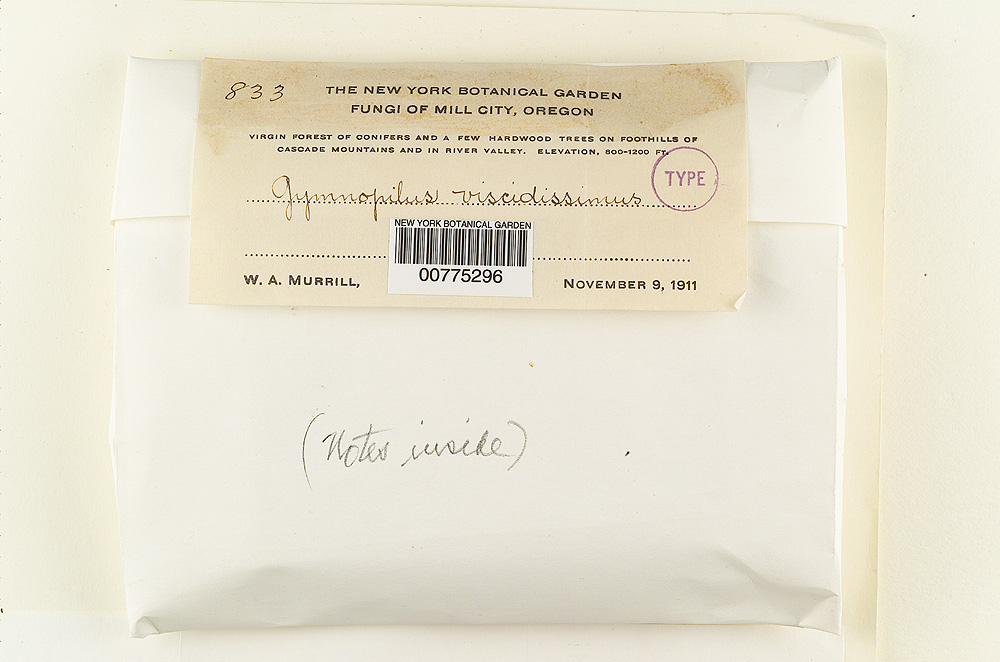 833
THE NEW YORK BOTANICAL GARDEN
FUNGI OF MILL CITY, OREGON
VIRGIN FOREST OF CONIFERS AND A FEW HARDWOOD TREES ON FOOTHILLS OF
CASCADE MOUNTAINS AND IN RIVER VALLEY. ELEVATION, 800-1200 FT.
TYPE
Gymnopilus viscidissimus
NEW YORK BOTANICAL GARDEN
00775296
W. A. MURRILL,
NOVEMBER 9, 1911
(Notes inside)